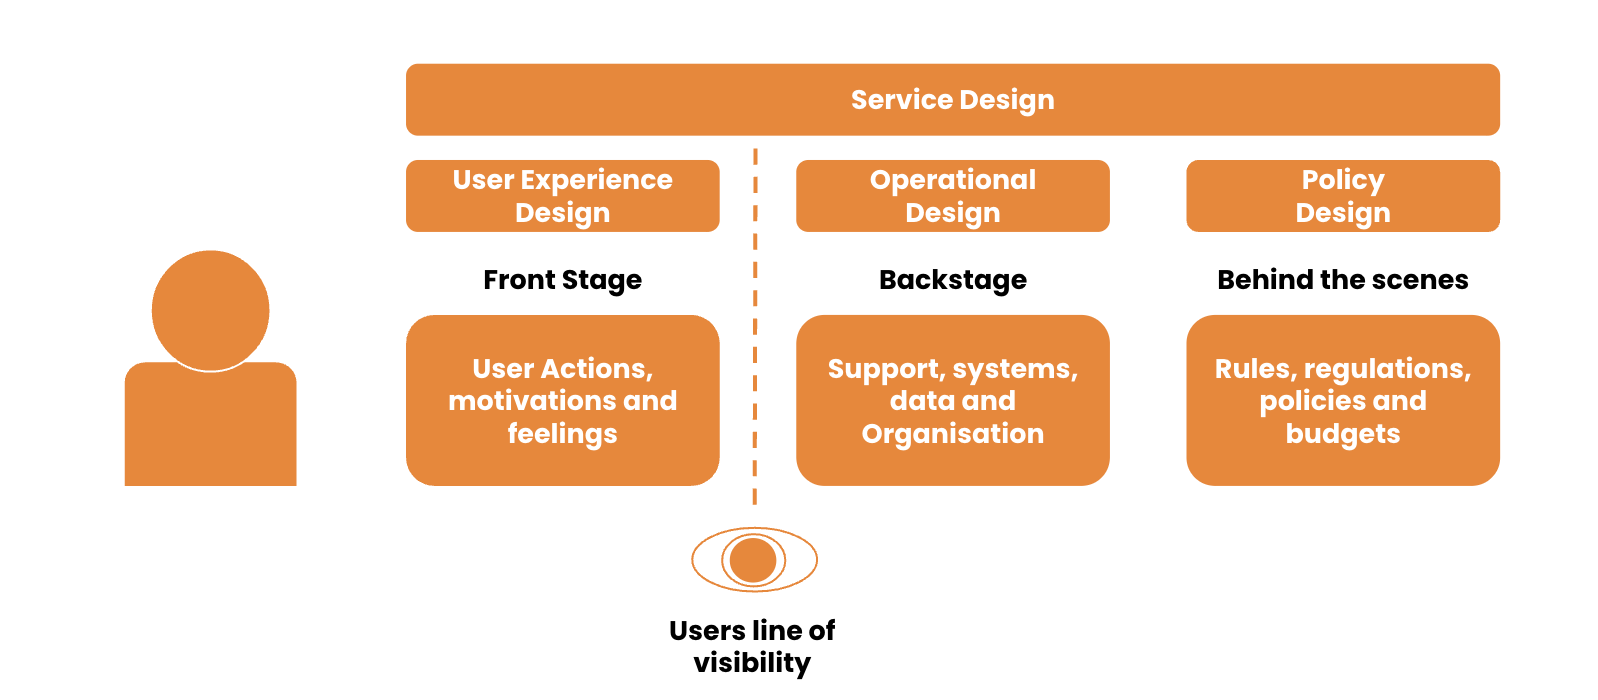 Service Design
User Experience
Design
Operational
Design
Policy
Design
Front Stage
Backstage
Behind the scenes
User Actions,
motivations and
feelings
Support, systems,
data and
Organisation
Rules, regulations,
policies and
budgets
Users line of
visibility